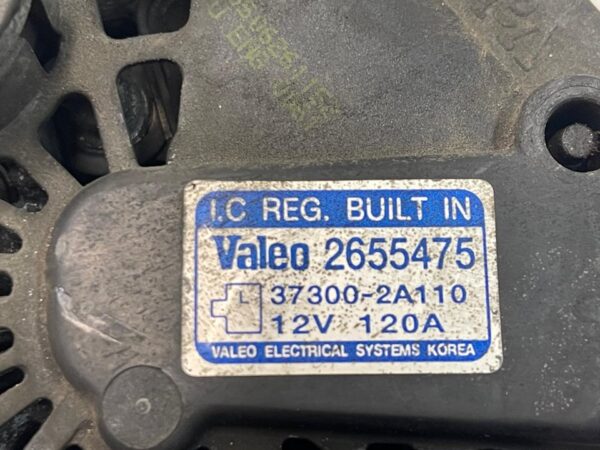 I.C REG. BUILT IN
Valeo 2655475
L 37300-2A110
12V 120A
VALEO ELECTRICAL SYSTEMS KOREA